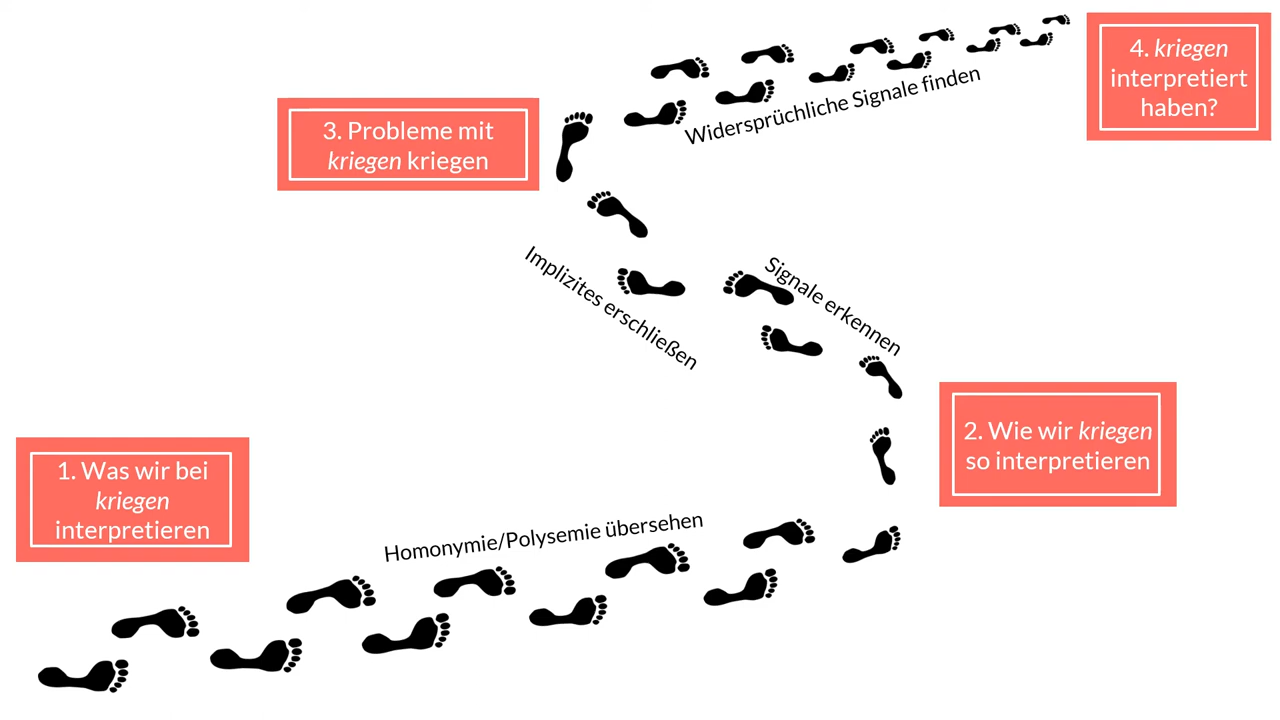 1. Was wir bei
kriegen
interpretieren
Homonymie/Polysemie übersehen
2. Wie wir kriegen
so interpretieren
Signale erkennen
Implizites erschließen
3. Probleme mit
kriegen kriegen
Widersprüchliche Signale finden
4. kriegen
interpretiert
haben?